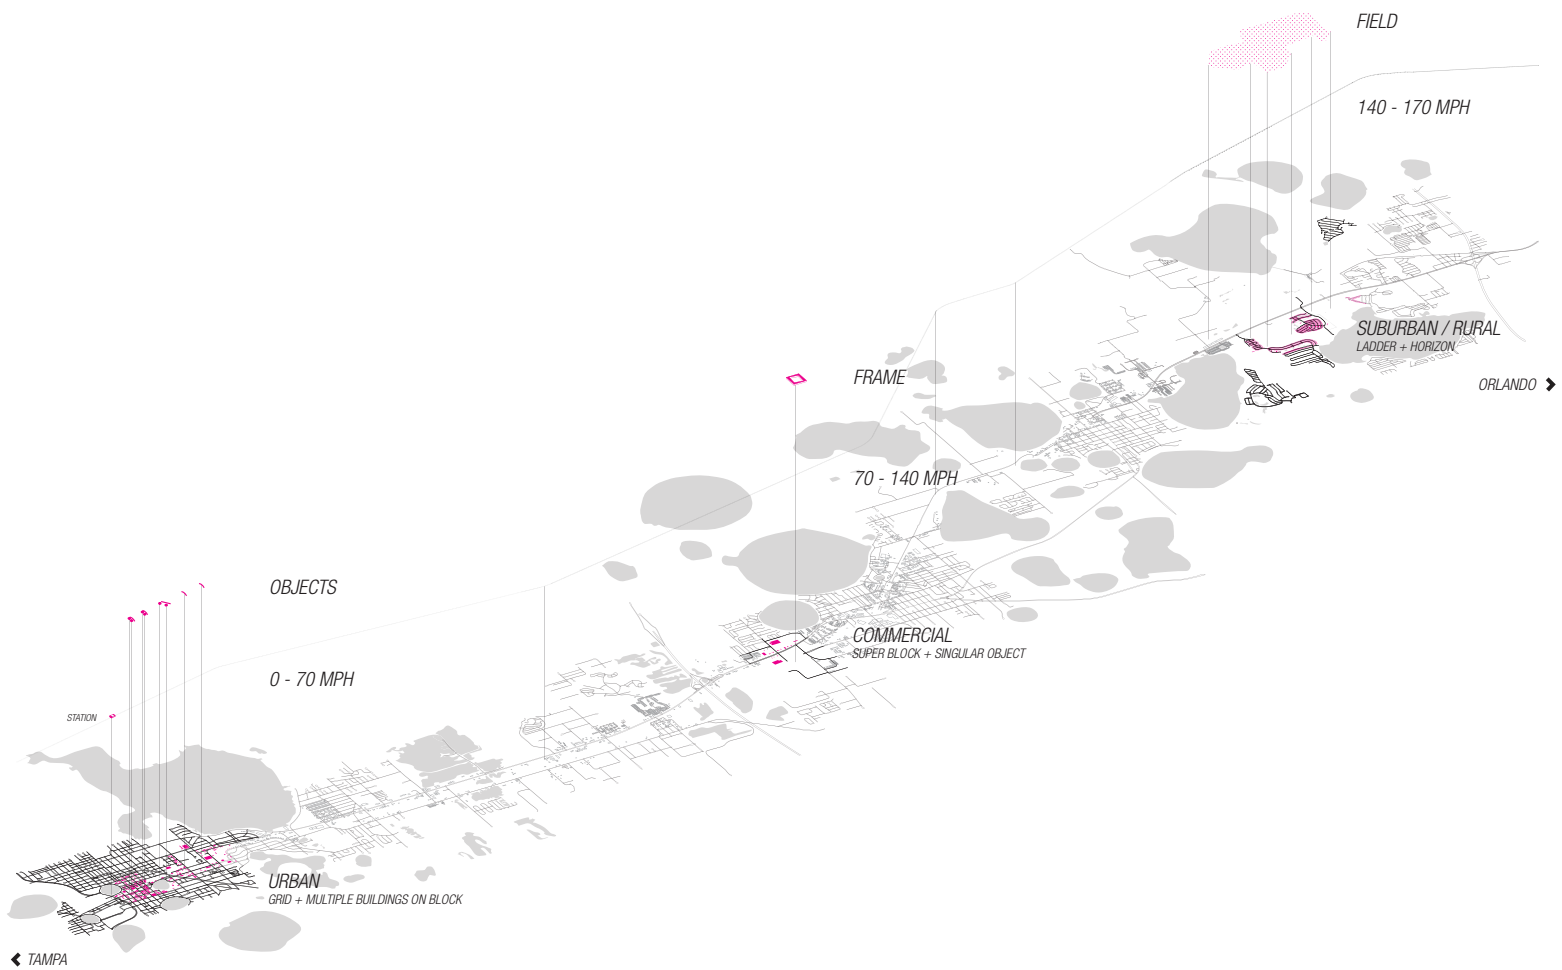 FIELD
140 - 170 MPH
SUBURBAN / RURAL
LADDER + HORIZON
ORLANDO
FRAME
70 - 140 MPH
COMMERCIAL
SUPER BLOCK + SINGULAR OBJECT
OBJECTS
0 - 70 MPH
STATION
URBAN
GRID + MULTIPLE BUILDINGS ON BLOCK
TAMPA